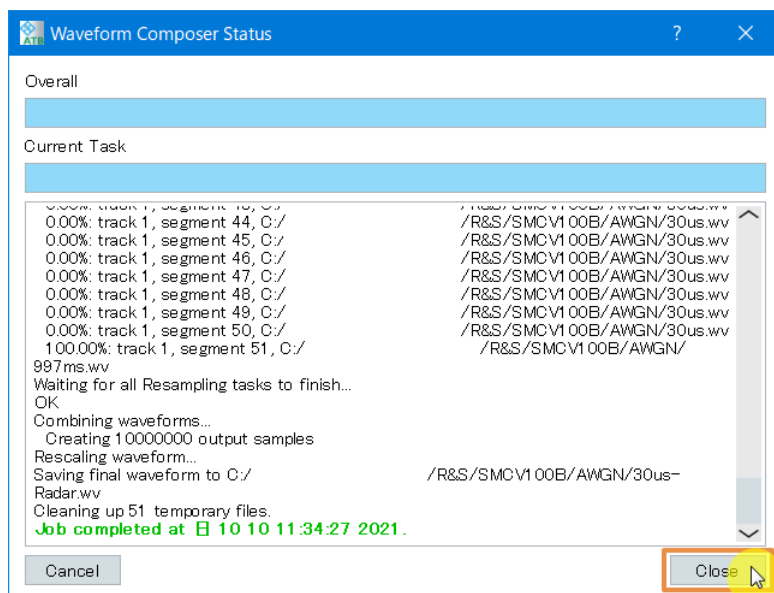 ATB
Waveform Composer Status
Overall
Current Task
0.00%: track 1, segment 44, C:/ /R&S/SMCV100B/AWGN/30us.wv
0.00%: track 1, segment 45, C:/ /R&S/SMCV100B/AWGN/30us.wv
0.00%: track 1, segment 46, C:/ /R&S/SMCV100B/AWGN/30us.wv
0.00%: track 1, segment 47, C:/ /R&S/SMCV100B/AWGN/30us.wv
0.00%: track 1, segment 48, C:/ /R&S/SMCV100B/AWGN/30us.wv
0.00%: track 1, segment 49, C:/ /R&S/SMCV100B/AWGN/30us.wv
0.00%: track 1, segment 50, C:/ /R&S/SMCV100B/AWGN/30us.wv
100.00%: track 1, segment 51, C:/ /R&S/SMCV100B/AWGN/
997ms.wv
Waiting for all Resampling tasks to finish...
OK
Combining waveforms...
Creating 10000000 output samples
Rescaling waveform...
Saving final waveform to C:/ /R&S/SMCV100B/AWGN/30us-
Radar.wv
Cleaning up 51 temporary files.
Job completed at 日 10 10 11:34:27 2021.
Cancel
Close